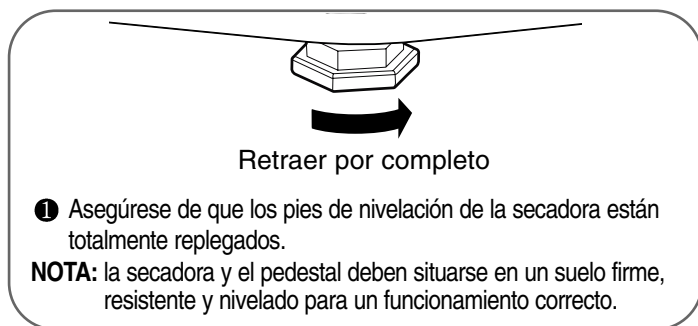 Retraer por completo
❶ Asegúrese de que los pies de nivelación de la secadora están
totalmente replegados.
NOTA: la secadora y el pedestal deben situarse en un suelo firme,
resistente y nivelado para un funcionamiento correcto.